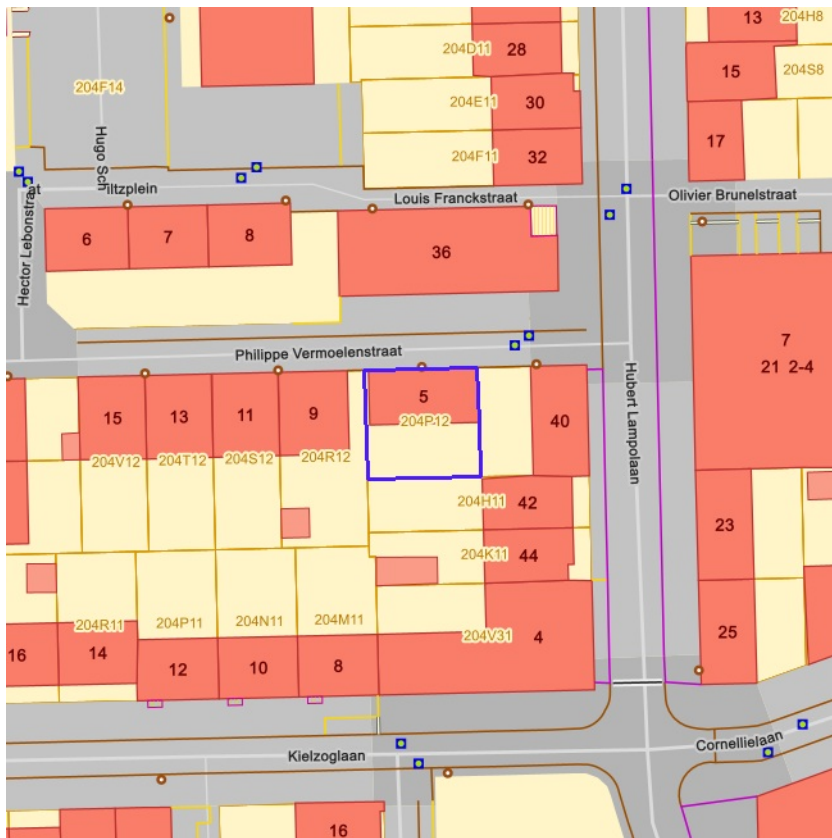 13
204H8
204D11
28
15
204S8
204F14
204E11
30
Hugo Sch
17
204F11
32
at
iltzplein
Louis Franckstraat
Olivier Brunelstraat
Hector Lebonstraat
6
7
8
36
Philippe Vermoelenstraat
7
21 2-4
Hubert Lampolaan
15
13
11
9
5
40
204P12
204V12
204T12
204S12
204R12
204H11
42
23
204K11
44
204R11
204P11
204N11
204M11
204V31
4
25
16
14
12
10
8
Kielzoglaan
Cornellielaan
16